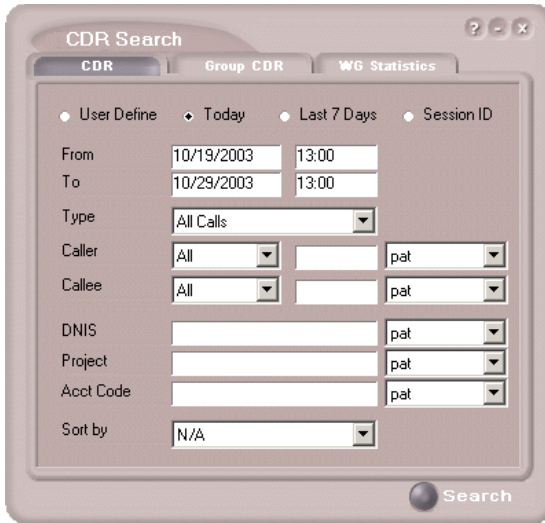 CDR Search
? - x
CDR Group CDR WG Statistics
User Define Today Last 7 Days Session ID
From 10/19/2003 13:00
To 10/29/2003 13:00
Type All Calls
Caller All pat
Callee All pat
DNIS pat
Project pat
Acct Code pat
Sort by N/A
Search